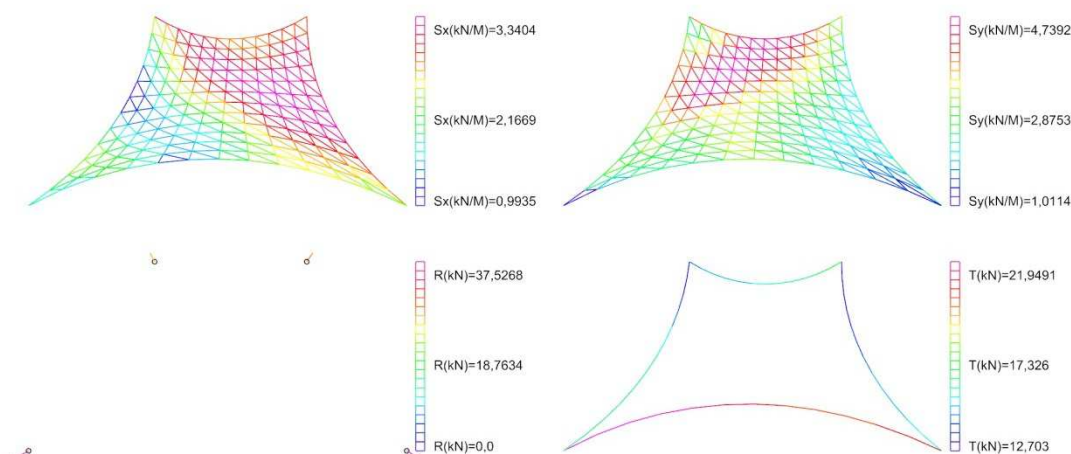 Sx(kN/M)=3,3404
Sx(kN/M)=2,1669
Sx(kN/M)=0,9935
Sy(kN/M)=4,7392
Sy(kN/M)=2,8753
Sy(kN/M)=1,0114
R(kN)=37,5268
R(kN)=18,7634
R(kN)=0,0
T(kN)=21,9491
T(kN)=17,326
T(kN)=12,703